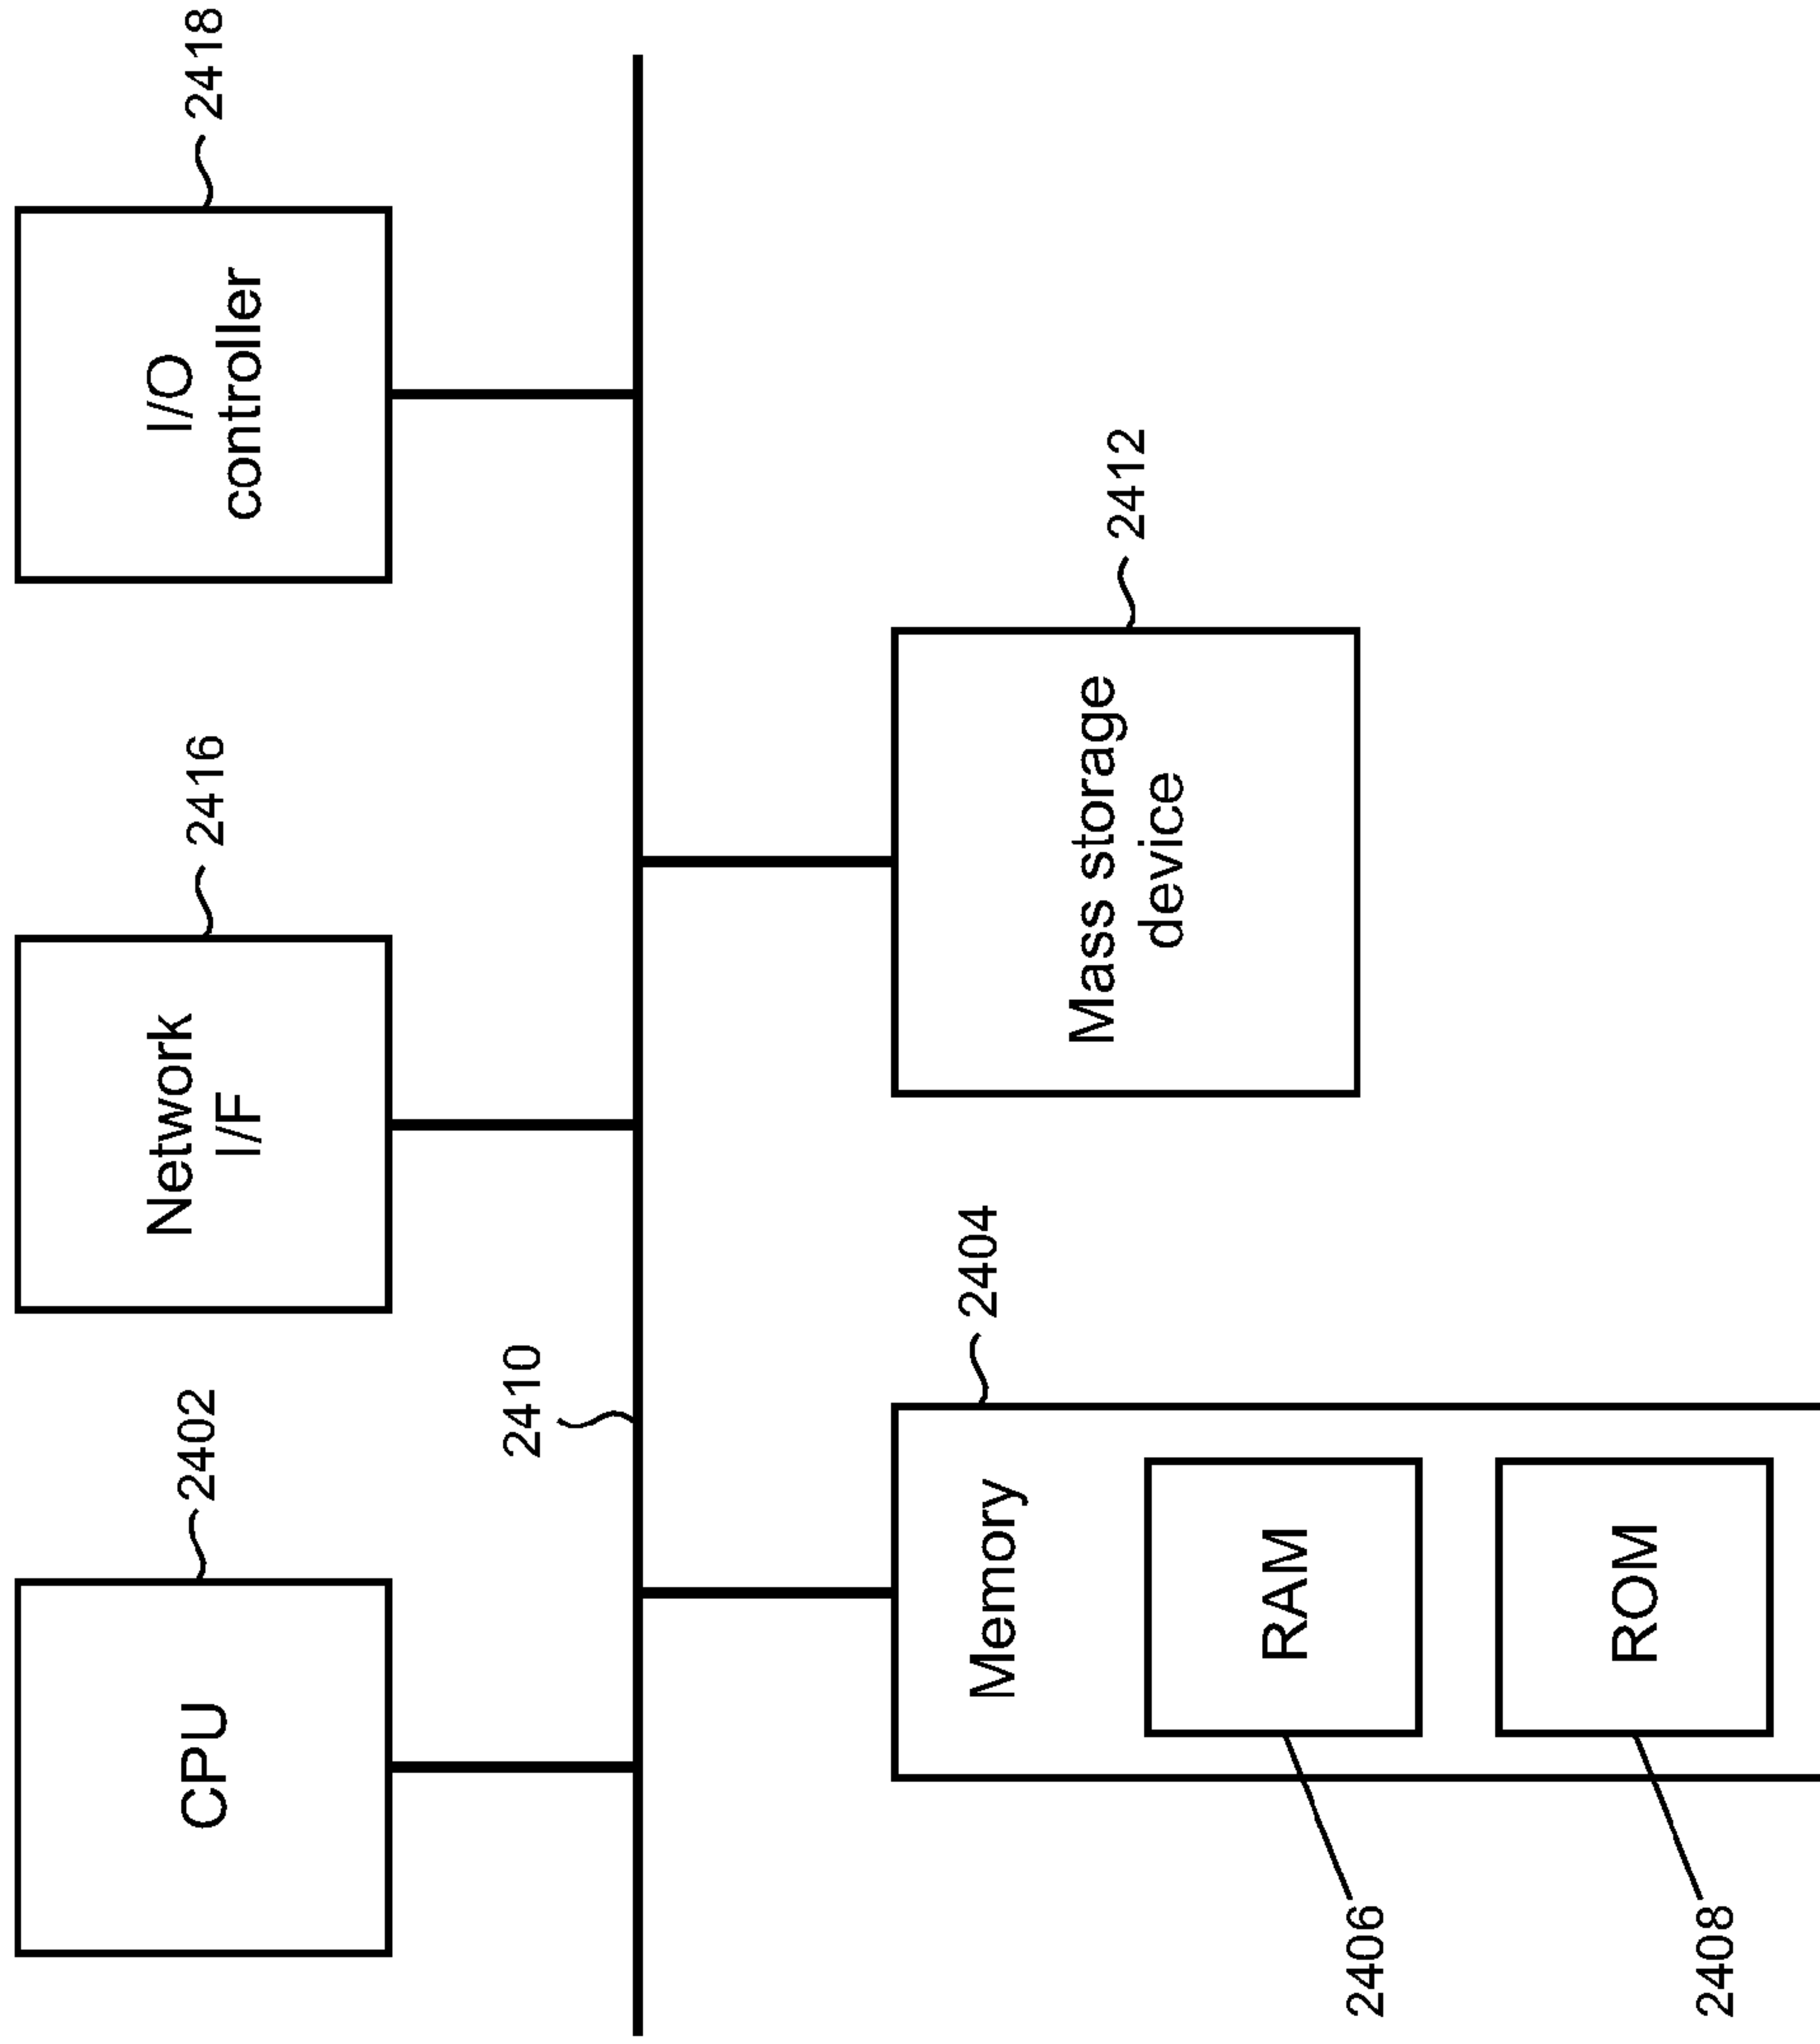 2402
2416
2418
CPU
Network
I/F
I/O
controller
2410
2404
2412
Memory
Mass storage
device
RAM
2406
ROM
2408